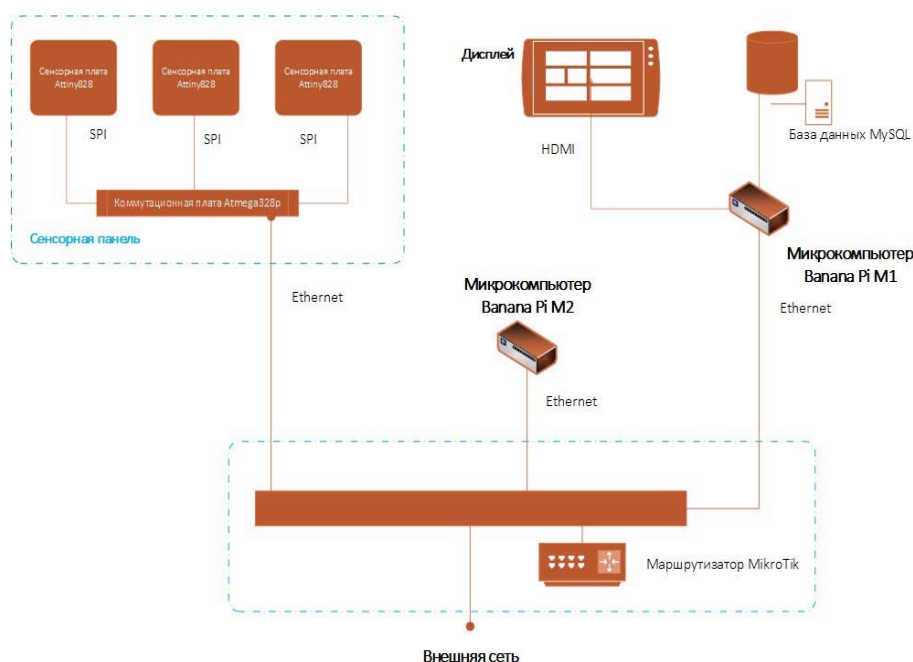 Сенсорная плата
Attiny828
Сенсорная плата
Attiny828
Сенсорная плата
Attiny828
SPI
SPI
SPI
Коммутационная плата Atmega328p
Сенсорная панель
Дисплей
HDMI
База данных MySQL
Микрокомпьютер
Banana Pi M1
Ethernet
Ethernet
Микрокомпьютер
Banana Pi M2
Ethernet
Маршрутизатор MikroTik
Внешняя сеть